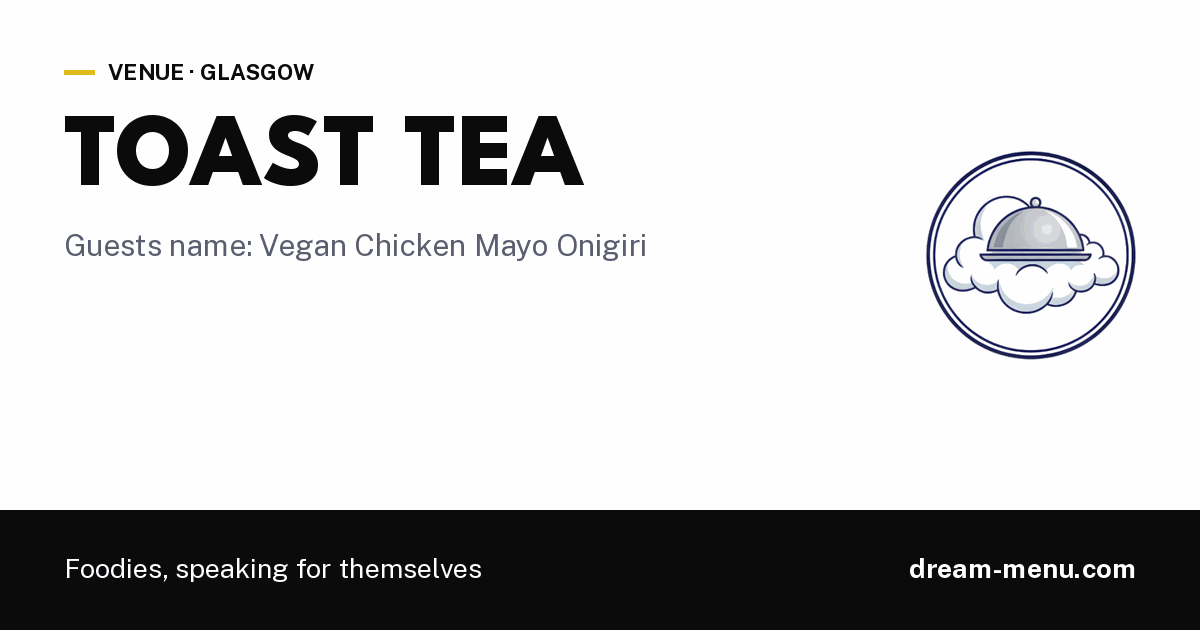 VENUE · GLASGOW
TOAST TEA
Guests name: Vegan Chicken Mayo Onigiri
Foodies, speaking for themselves
dream-menu.com